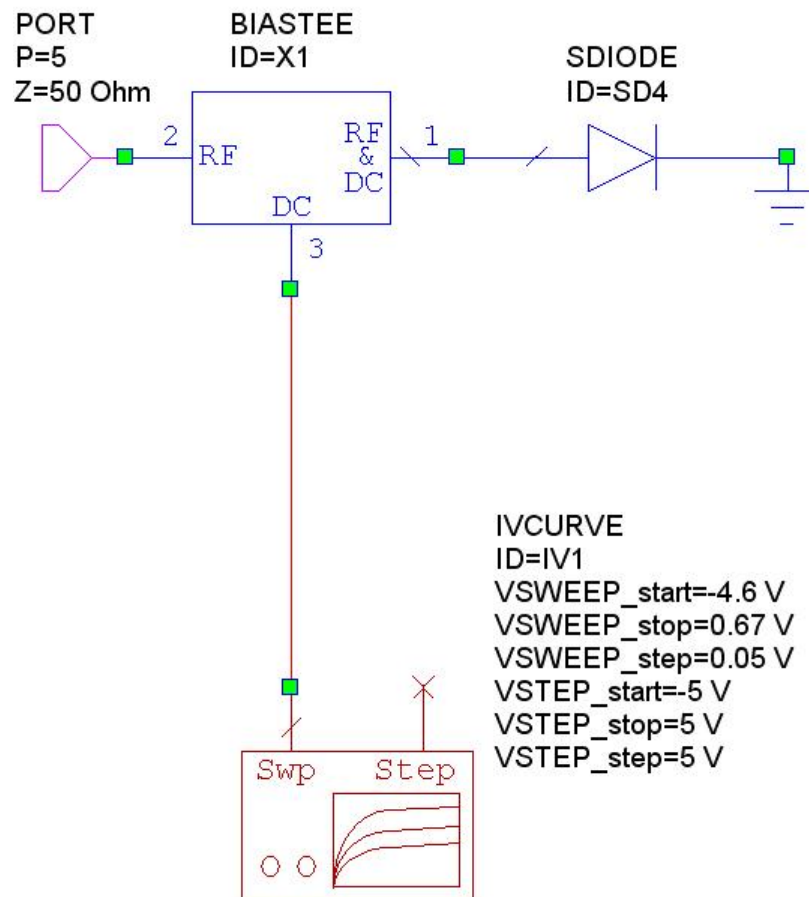 PORT
P=5
Z=50 Ohm
BIASTEE
ID=X1
SDIODE
ID=SD4
2
RF
RF
&
DC
1
DC
3
IVCURVE
ID=IV1
VSWEEP_start=-4.6 V
VSWEEP_stop=0.67 V
VSWEEP_step=0.05 V
VSTEP_start=-5 V
VSTEP_stop=5 V
VSTEP_step=5 V
Swp Step